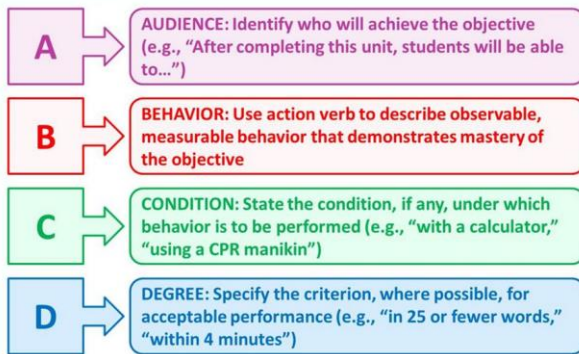 A
AUDIENCE: Identify who will achieve the objective
(e.g., “After completing this unit, students will be able
to…”)
B
BEHAVIOR: Use action verb to describe observable,
measurable behavior that demonstrates mastery of
the objective
C
CONDITION: State the condition, if any, under which
behavior is to be performed (e.g., “with a calculator,”
“using a CPR manikin”)
D
DEGREE: Specify the criterion, where possible, for
acceptable performance (e.g., “in 25 or fewer words,”
“within 4 minutes”)